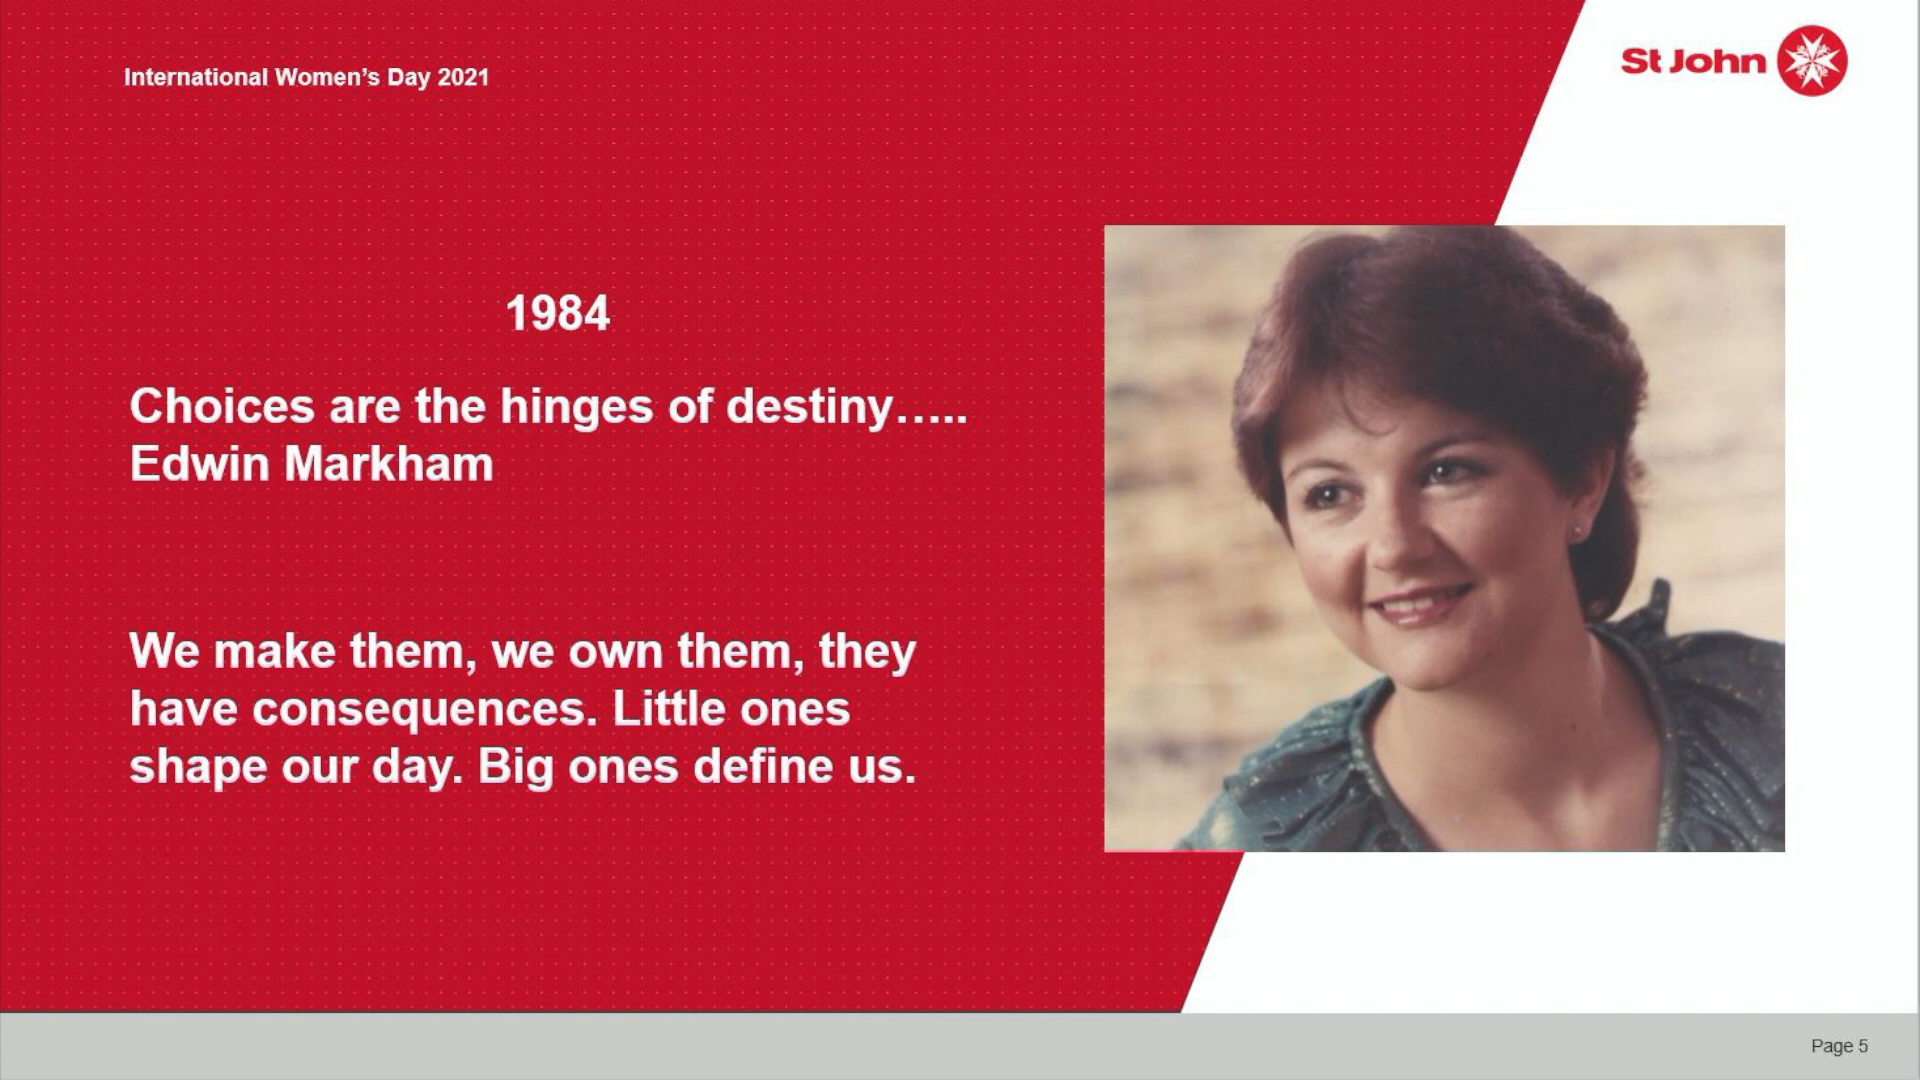 International Women's Day 2021
St John
1984
Choices are the hinges of destiny…..
Edwin Markham
We make them, we own them, they
have consequences. Little ones
shape our day. Big ones define us.
Page 5